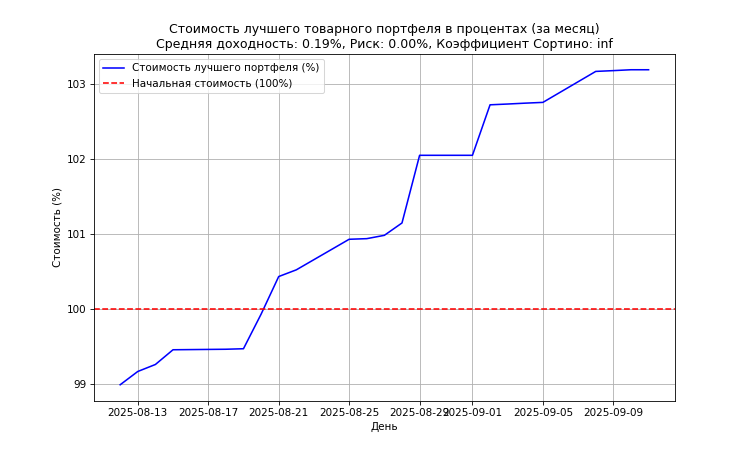 Стоимость лучшего товарного портфеля в процентах (за месяц)
Средняя доходность: 0.19%, Риск: 0.00%, Коэффициент Сортино: inf
Стоимость лучшего портфеля (%)
Начальная стоимость (100%)
Стоимость (%)
103
102
101
100
99
2025-08-13
2025-08-17
2025-08-21
2025-08-25
2025-08-29
2025-09-01
2025-09-05
2025-09-09
День